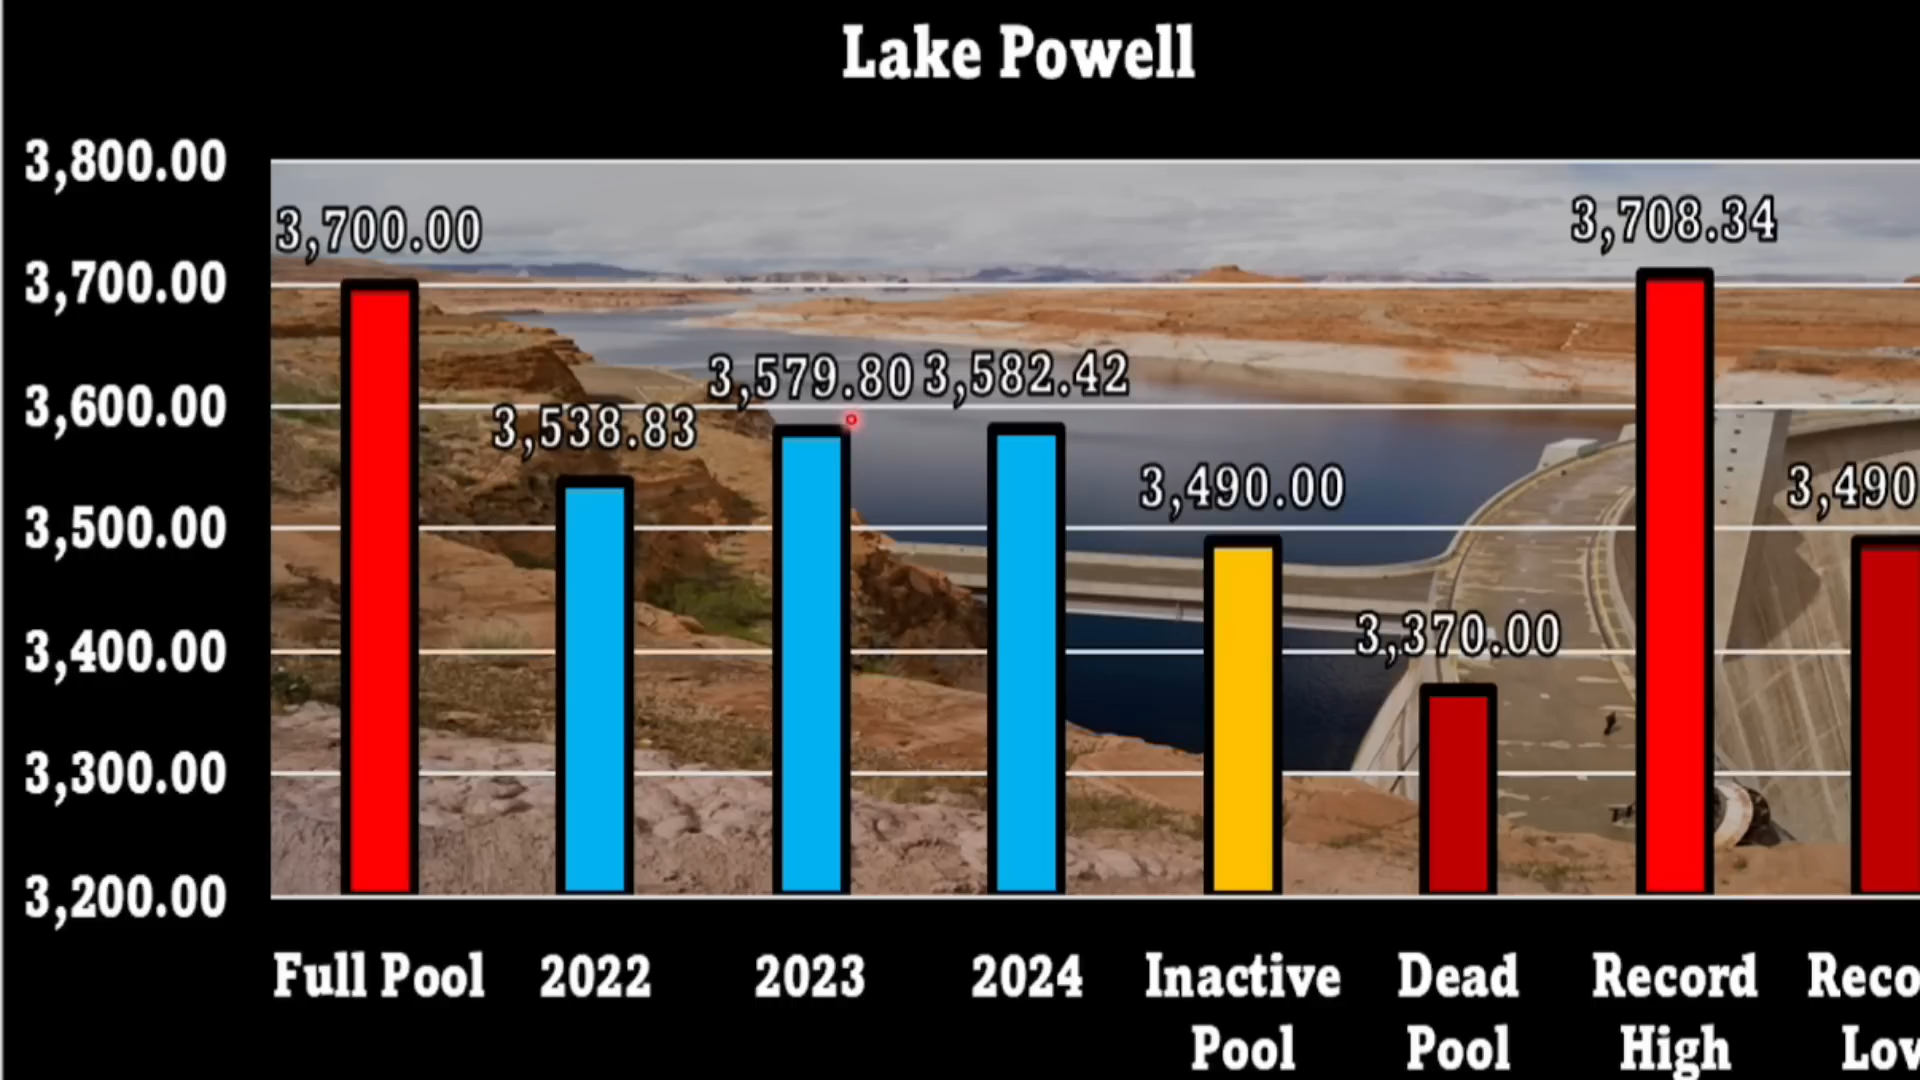 Lake Powell
3,800.00
3,700.00
3,600.00
3,500.00
3,400.00
3,300.00
3,200.00
3,700.00
3,538.83
3,579.80
3,582.42
3,490.00
3,370.00
3,708.34
3,490
Full Pool
2022
2023
2024
Inactive
Pool
Dead
Pool
Record
High